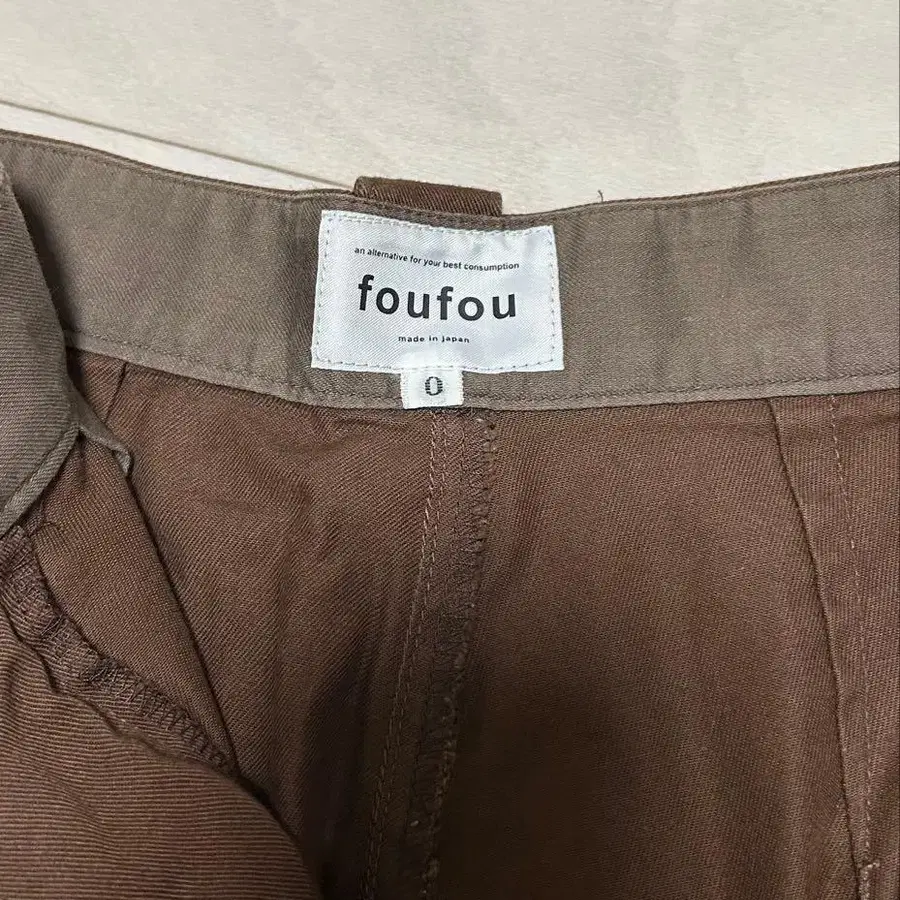 an alternative for your best consumption
foufou
made in japan
0